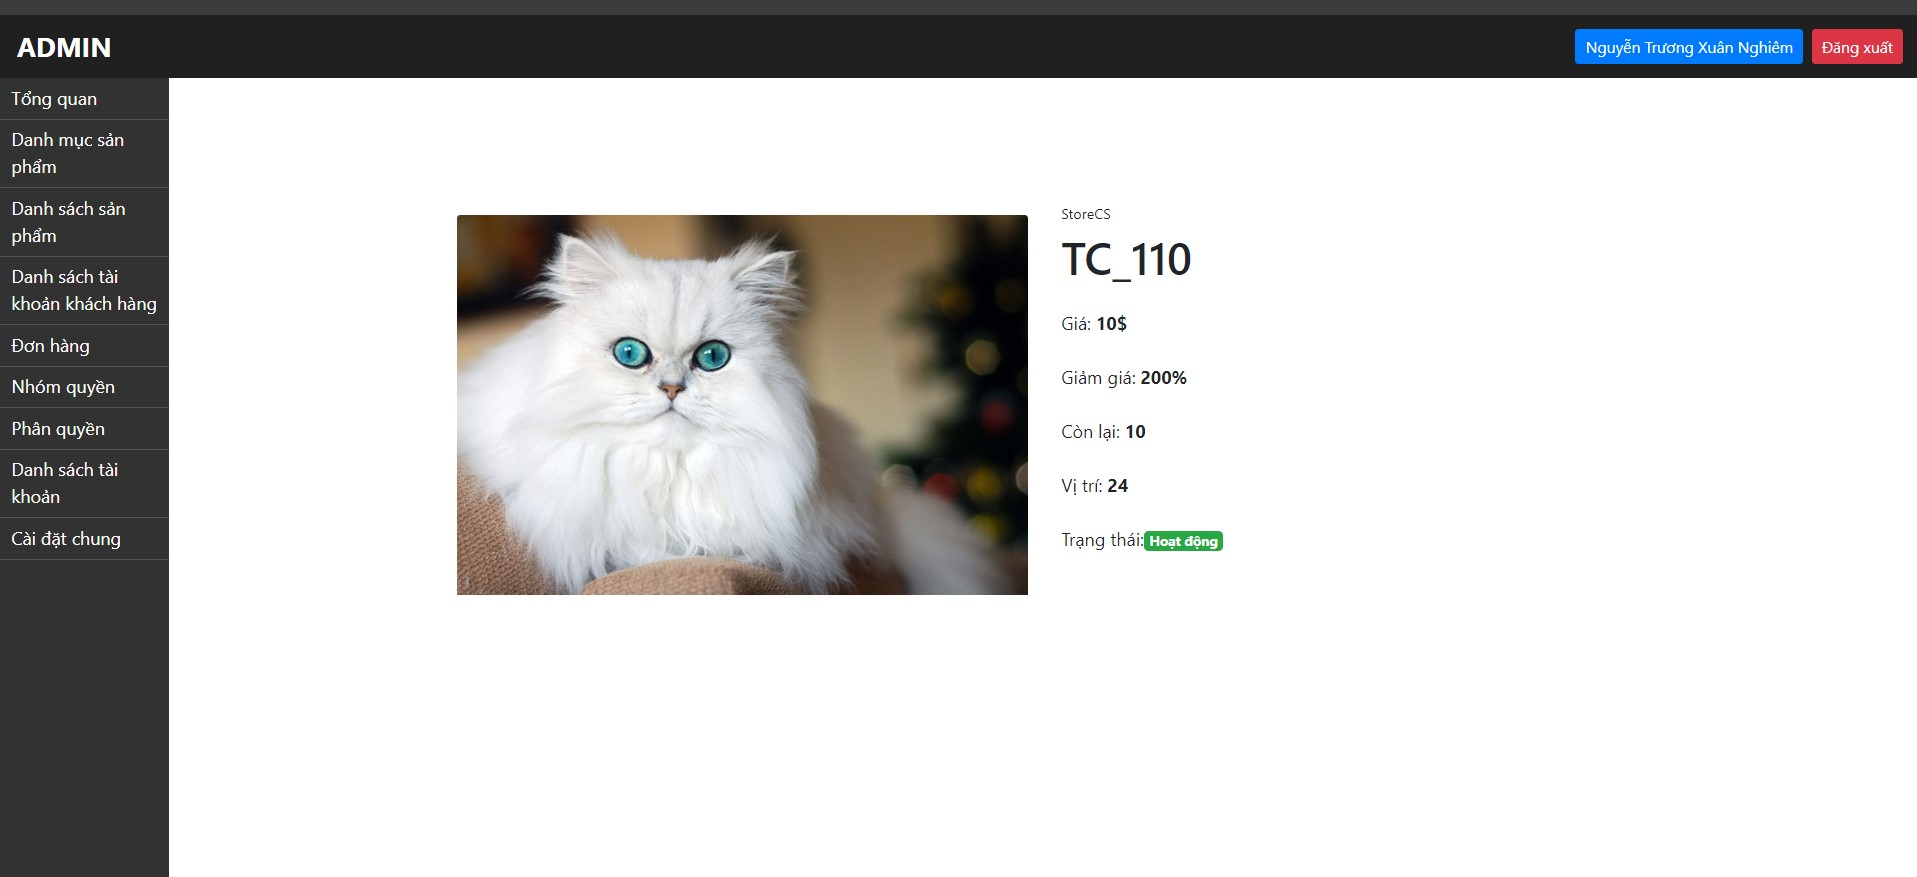 ADMIN
Nguyễn Trương Xuân Nghiêm
Đăng xuất
Tổng quan
Danh mục sản
phẩm
Danh sách sản
phẩm
Danh sách tài
khoản khách hàng
Đơn hàng
Nhóm quyền
Phân quyền
Danh sách tài
khoản
Cài đặt chung
StoreCS
TC_110
Giá: 10$
Giảm giá: 200%
Còn lại: 10
Vị trí: 24
Trạng thái:Hoạt động